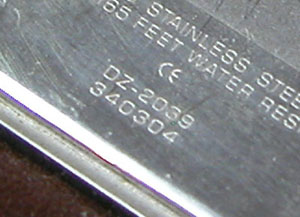 STAINLESS STE
65 FEET WATER RES
CE
DZ-2039
340304